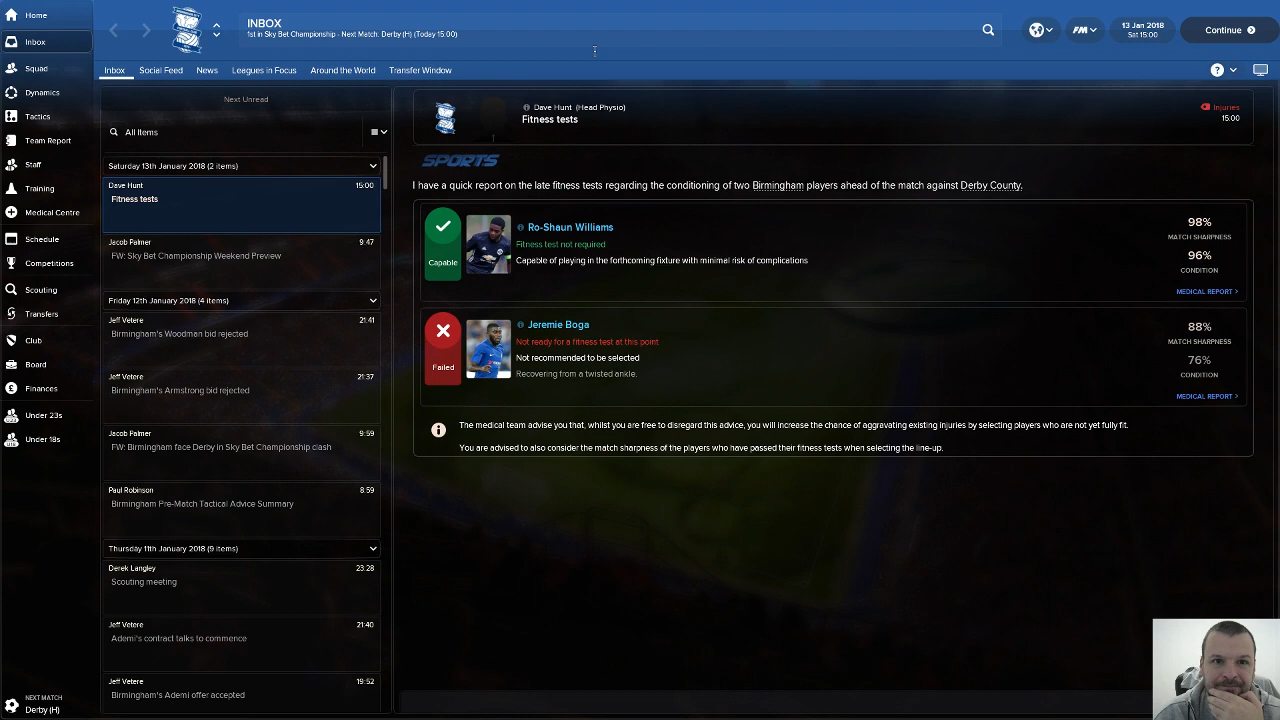 Home
Inbox
Squad
Dynamics
Tactics
Team Report
Staff
Training
Medical Centre
Schedule
Competitions
Scouting
Transfers
Club
Board
Finances
Under 23s
Under 18s
NEXT MATCH
Derby (H)
INBOX
1st in Sky Bet Championship - Next Match: Derby (H) (Today 15:00)
FM
13 Jan 2018
Sat 15:00
Continue
Inbox Social Feed News Leagues in Focus Around the World Transfer Window
Next Unread
All Items
Saturday 13th January 2018 (2 items)
Dave Hunt 15:00
Fitness tests
Jacob Palmer 9:47
FW: Sky Bet Championship Weekend Preview
Friday 12th January 2018 (4 items)
Jeff Vetere 21:41
Birmingham's Woodman bid rejected
Jeff Vetere 21:37
Birmingham's Armstrong bid rejected
Jacob Palmer 9:59
FW: Birmingham face Derby in Sky Bet Championship clash
Paul Robinson 8:59
Birmingham Pre-Match Tactical Advice Summary
Thursday 11th January 2018 (9 items)
Derek Langley 23:28
Scouting meeting
Jeff Vetere 21:40
Ademi's contract talks to commence
Jeff Vetere 19:52
Birmingham's Ademi offer accepted
Dave Hunt (Head Physio)
Fitness tests
Injuries
15:00
SPORTS
I have a quick report on the late fitness tests regarding the conditioning of two Birmingham players ahead of the match against Derby County.
Capable
Ro-Shaun Williams
Fitness test not required
Capable of playing in the forthcoming fixture with minimal risk of complications
98%
MATCH SHARPNESS
96%
CONDITION
MEDICAL REPORT >
Failed
Jeremie Boga
Not ready for a fitness test at this point
Not recommended to be selected
Recovering from a twisted ankle.
88%
MATCH SHARPNESS
76%
CONDITION
MEDICAL REPORT >
The medical team advise you that, whilst you are free to disregard this advice, you will increase the chance of aggravating existing injuries by selecting players who are not yet fully fit.
You are advised to also consider the match sharpness of the players who have passed their fitness tests when selecting the line-up.